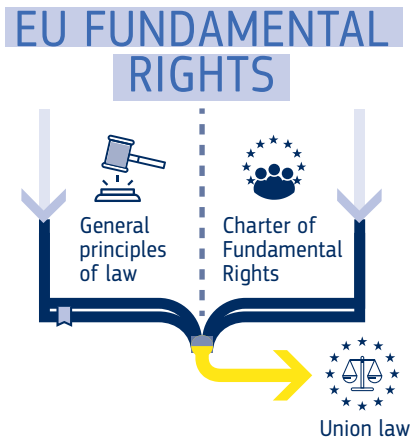 EU FUNDAMENTAL
RIGHTS
General
principles
of law
Charter of
Fundamental
Rights
Union law